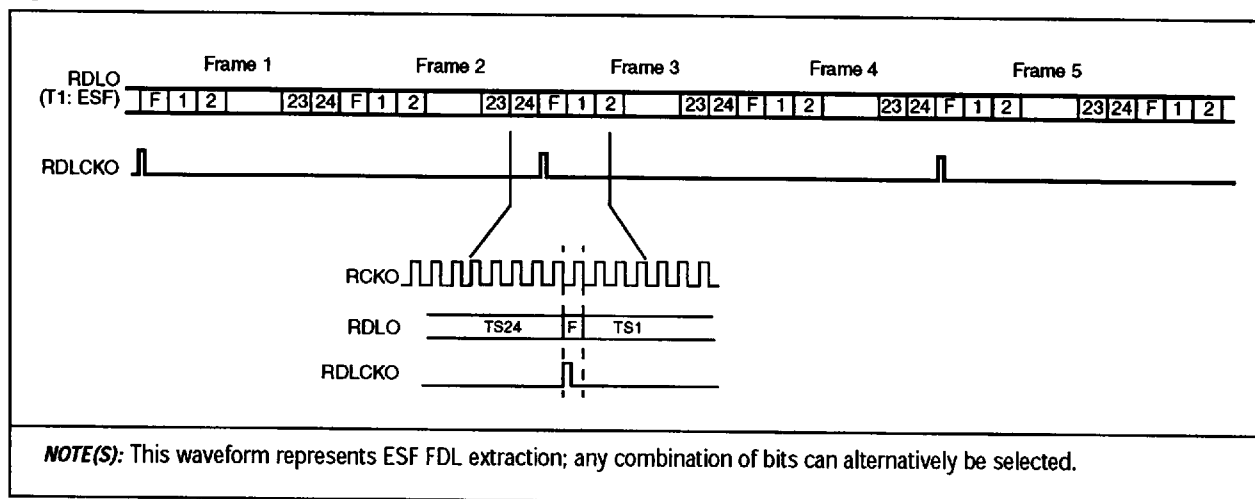 Frame 1 Frame 2 Frame 3 Frame 4 Frame 5
RDLO
(T1: ESF)
F 1 2 23 24 F 1 2 23 24 F 1 2 23 24 F 1 2 23 24 F 1 2 23 24 F 1 2
RDLCKO
RCKO
RDLO TS24 F TS1
RDLCKO
NOTE(S): This waveform represents ESF FDL extraction; any combination of bits can alternatively be selected.